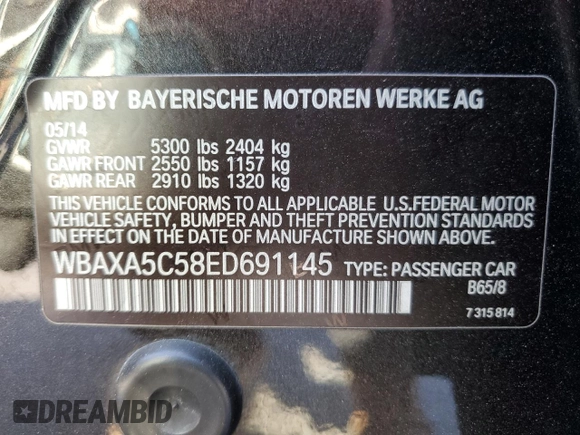 MFD BY BAYERISCHE MOTOREN WERKE AG
05/14
GVWR 5300 lbs 2404 kg
GAWR FRONT 2550 lbs 1157 kg
GAWR REAR 2910 lbs 1320 kg
THIS VEHICLE CONFORMS TO ALL APPLICABLE U.S.FEDERAL MOTOR
VEHICLE SAFETY, BUMPER AND THEFT PREVENTION STANDARDS
IN EFFECT ON THE DATE OF MANUFACTURE SHOWN ABOVE
WBAXA5C58ED691145 TYPE: PASSENGER CAR
B65/8
7 315 814
DREAMBID